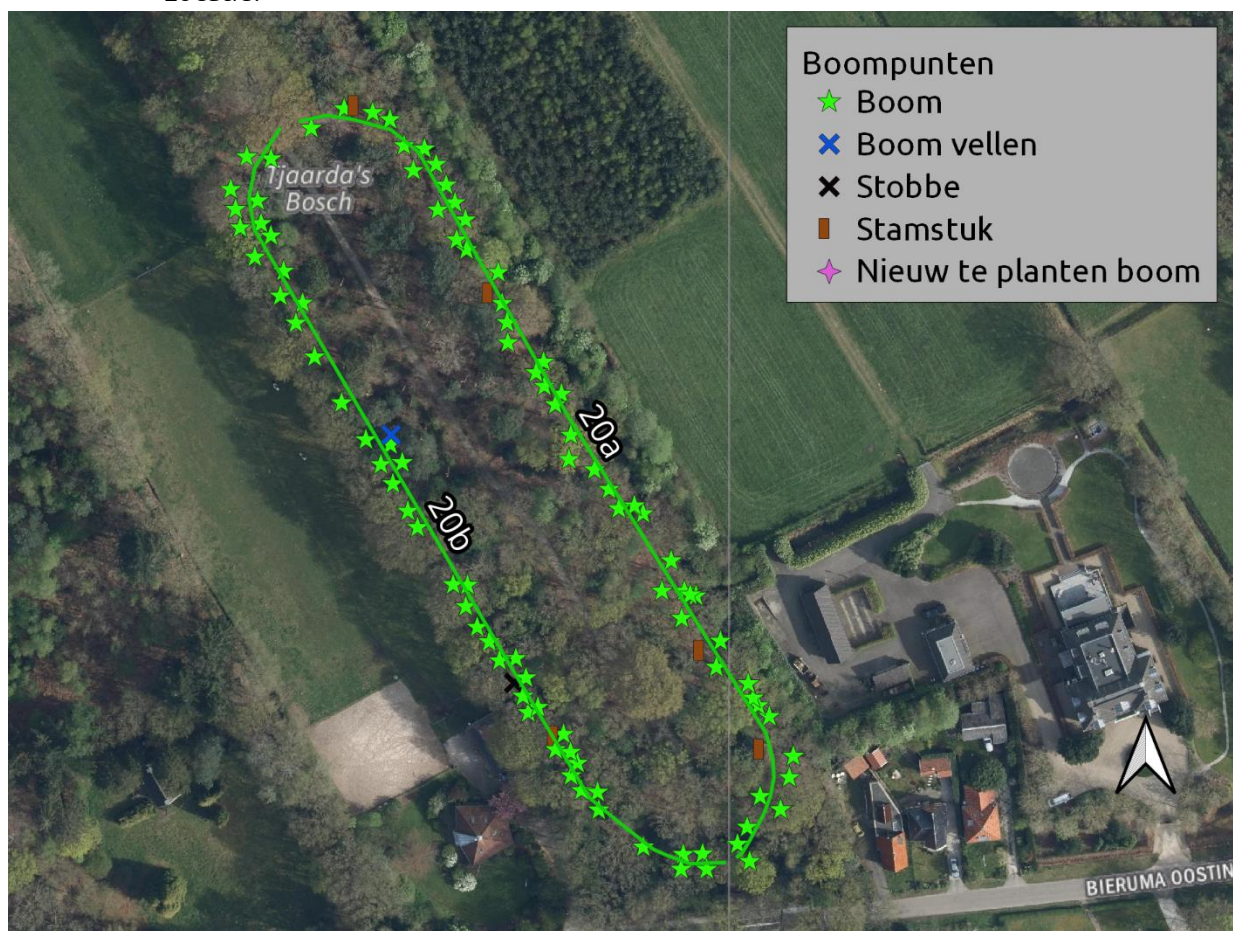 Boompunten
Boom
Boom vellen
Stobbe
Stamstuk
Nieuw te planten boom
Tjaarda's
Bosch
20a
20b
BIERUMA OOSTIN